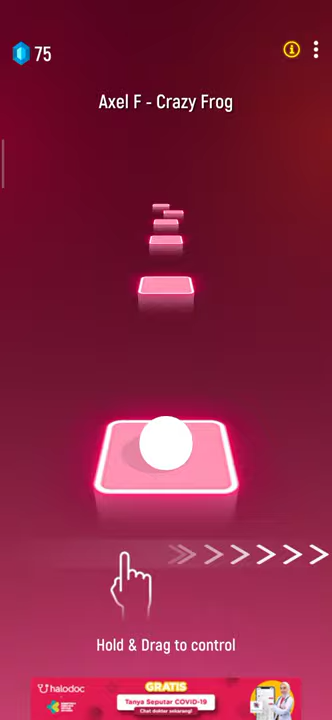 75
Axel F - Crazy Frog
Hold & Drag to control
halodoc
GRATIS
Tanya Seputar COVID-19
Chat dokter sekarang!